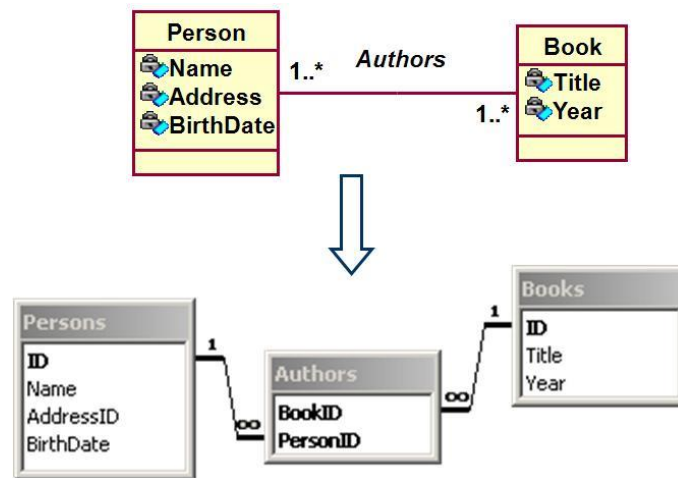 Person
Name
Address
BirthDate
1..*
Authors
1..*
Book
Title
Year
Persons
ID
Name
AddressID
BirthDate
1
∞
Authors
BookID
PersonID
∞
1
Books
ID
Title
Year